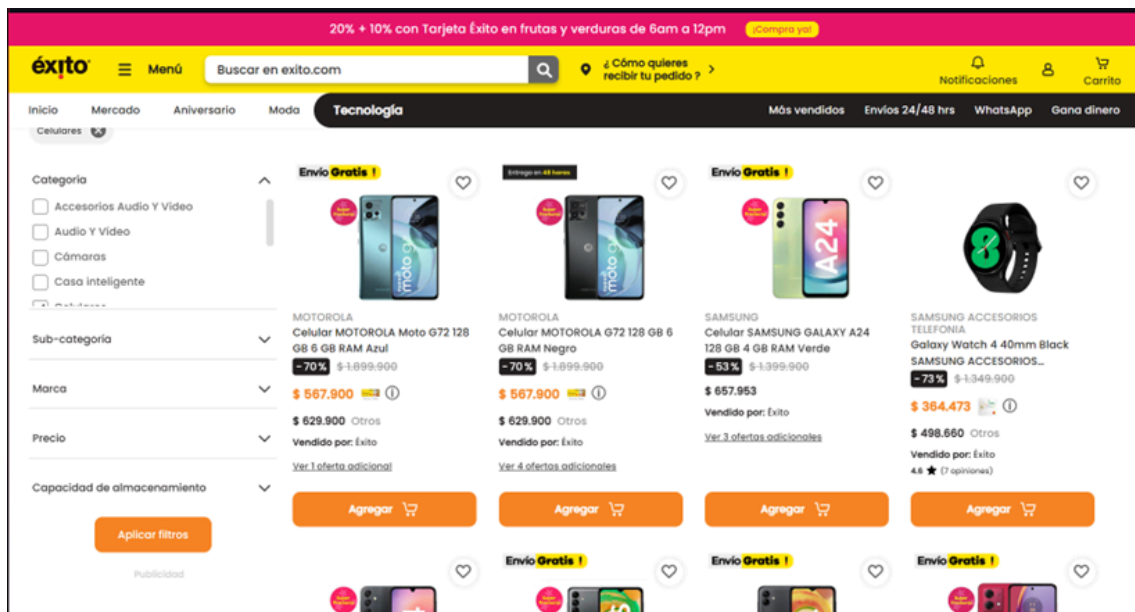 20% + 10% con Tarjeta Éxito en frutas y verduras de 6am a 12pm ¡Compra ya!
éxito Menú Buscar en exito.com ¿Cómo quieres recibir tu pedido? Notificaciones Carrito
Inicio Mercado Aniversario Moda Tecnología Más vendidos Envíos 24/48 hrs WhatsApp Gana dinero
Celulares
Categoría
Accesorios Audio Y Video
Audio Y Video
Cámaras
Casa inteligente
Celulares
Sub-categoría
Marca
Precio
Capacidad de almacenamiento
Aplicar filtros
Publicidad
Envío Gratis !
moto g
MOTOROLA
Celular MOTOROLA Moto G72 128
GB 6 GB RAM Azul
-70% $ 1.899.900
$ 567.900
$ 629.900 Otros
Vendido por: Éxito
Ver 1 oferta adicional
Agregar
Entrega en 48 horas
moto g
MOTOROLA
Celular MOTOROLA G72 128 GB 6
GB RAM Negro
-70% $ 1.899.900
$ 567.900
$ 629.900 Otros
Vendido por: Éxito
Ver 4 ofertas adicionales
Agregar
Envío Gratis !
A24
SAMSUNG
Celular SAMSUNG GALAXY A24
128 GB 4 GB RAM Verde
-53% $ 1.399.900
$ 657.953
Vendido por: Éxito
Ver 3 ofertas adicionales
Agregar
SAMSUNG ACCESORIOS
TELEFONIA
Galaxy Watch 4 40mm Black
SAMSUNG ACCESORIOS...
-73% $ 1.349.900
$ 364.473
$ 498.660 Otros
Vendido por: Éxito
4.6 (7 opiniones)
Agregar
Envío Gratis !
Envío Gratis !
Envío Gratis !